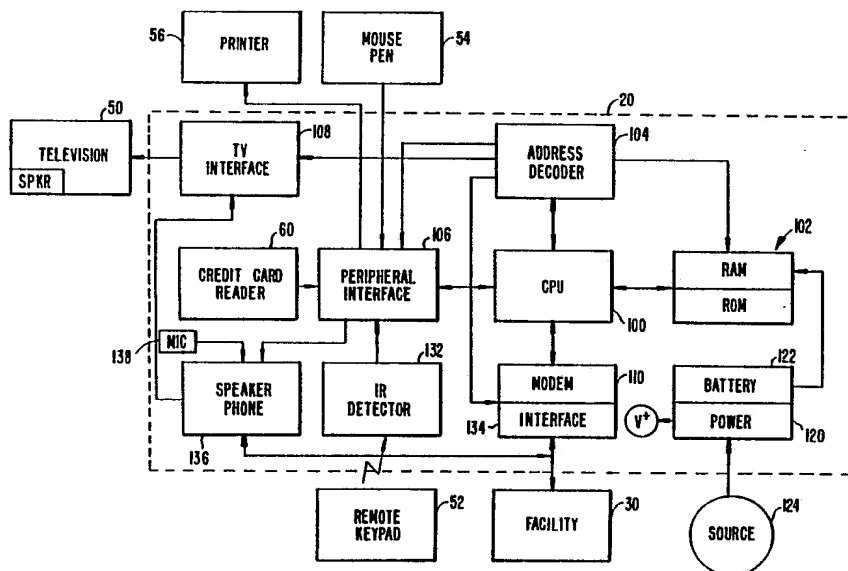 56
PRINTER
MOUSE
PEN
54
20
50
TELEVISION
SPKR
108
TV
INTERFACE
104
ADDRESS
DECODER
60
CREDIT CARD
READER
106
PERIPHERAL
INTERFACE
CPU
100
102
RAM
ROM
138
MIC
SPEAKER
PHONE
136
132
IR
DETECTOR
MODEM
110
134
INTERFACE
122
BATTERY
V+
POWER
120
REMOTE
KEYPAD
52
FACILITY
30
SOURCE
124